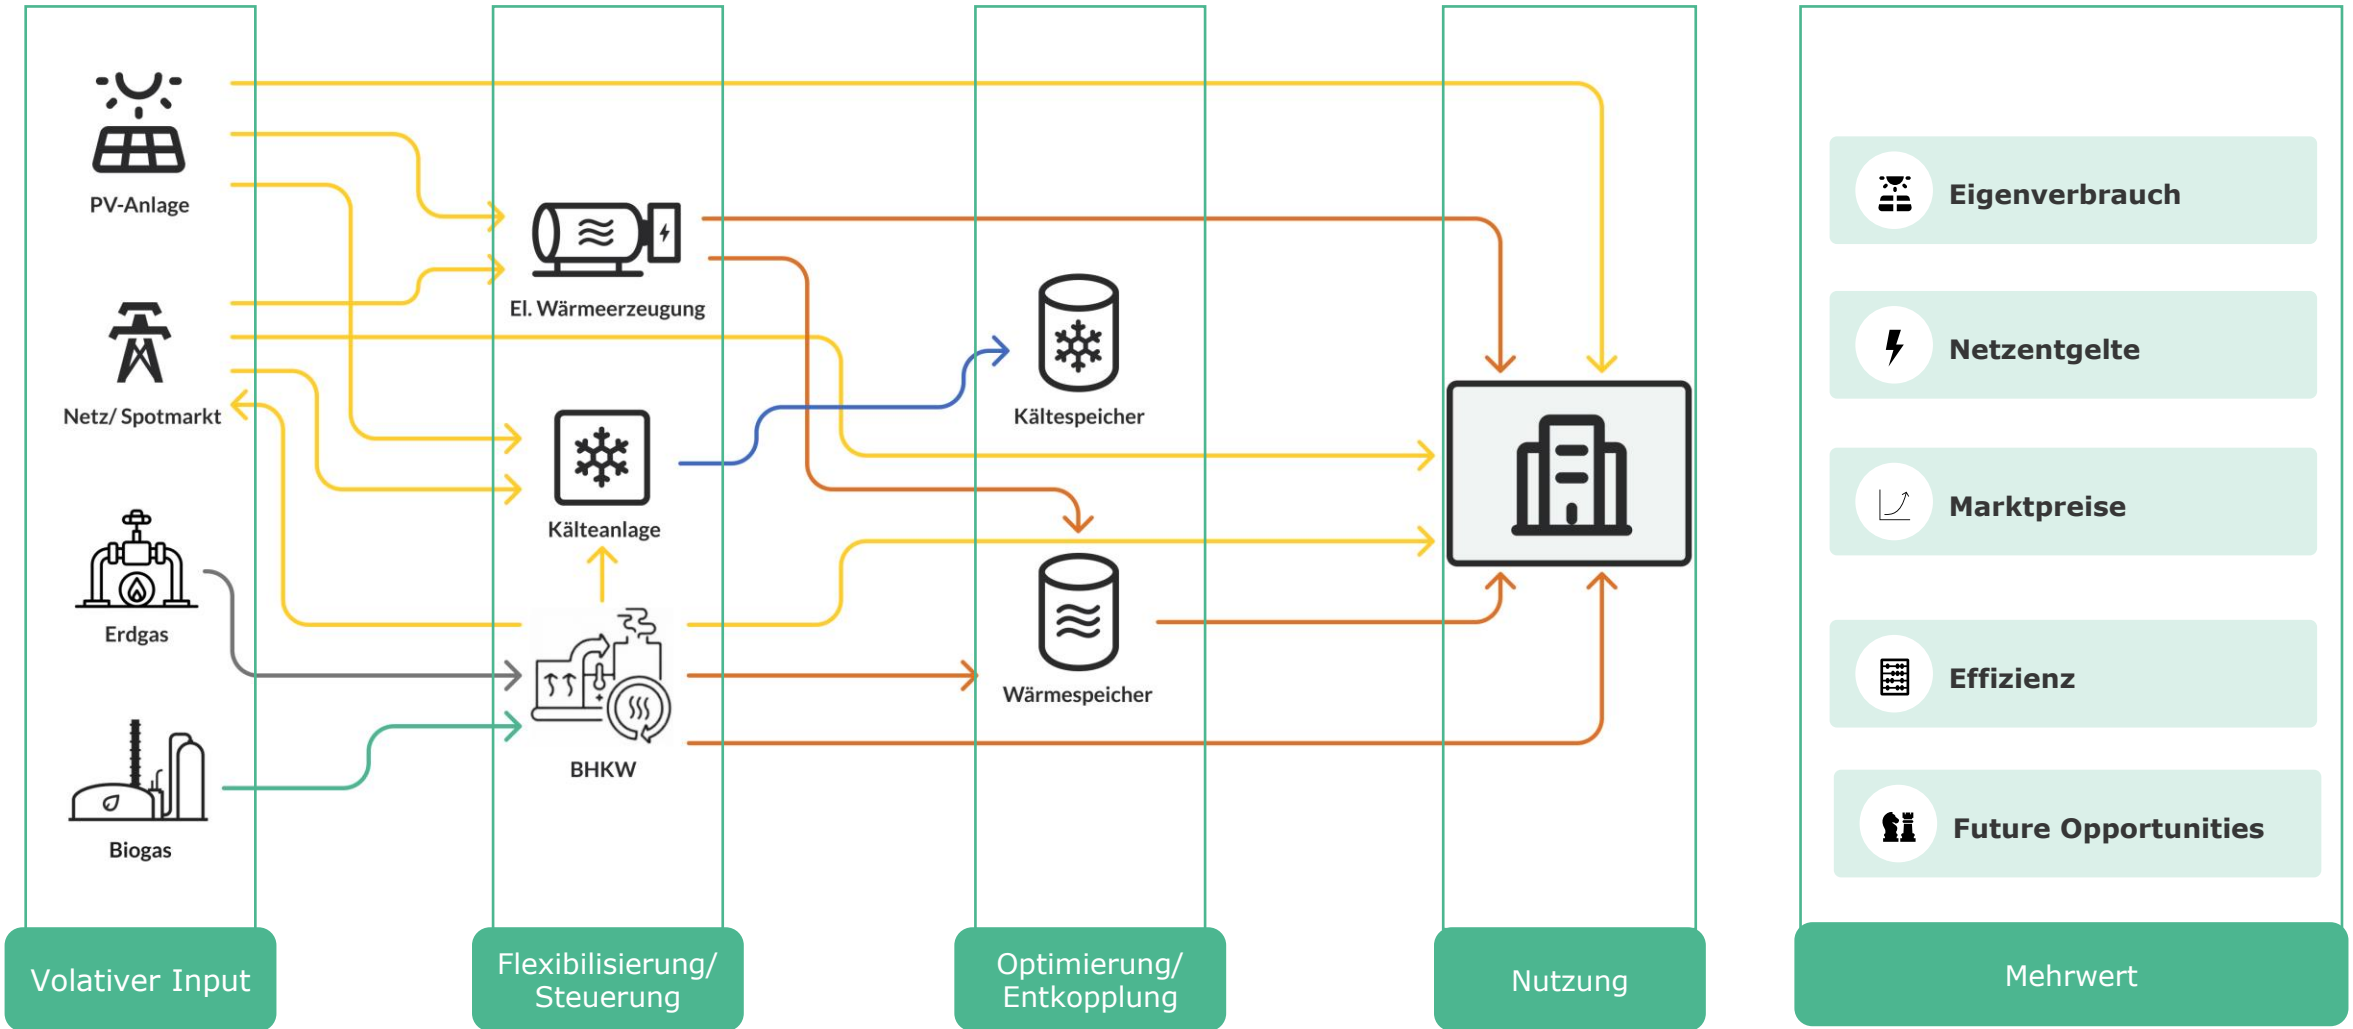 PV-Anlage
Netz/ Spotmarkt
Erdgas
Biogas
Volativer Input
El. Wärmeerzeugung
Kälteanlage
BHKW
Flexibilisierung/
Steuerung
Kältespeicher
Wärmespeicher
Optimierung/
Entkopplung
Nutzung
Eigenverbrauch
Netzentgelte
Marktpreise
Effizienz
Future Opportunities
Mehrwert